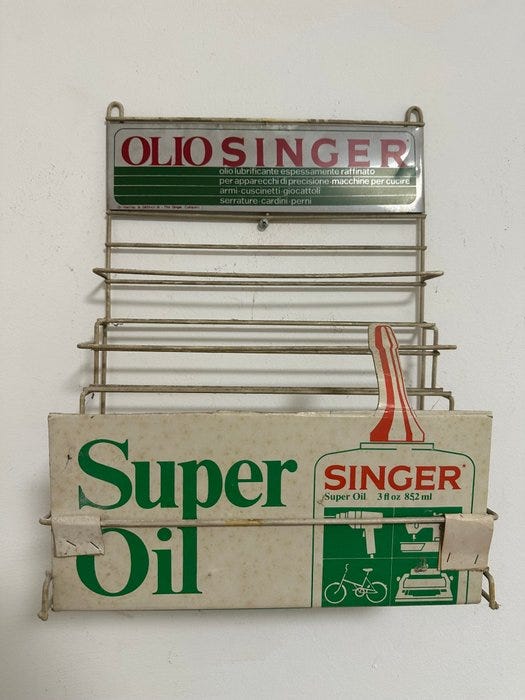 OLIO SINGER
olio lubrificante espessamente raffinato
per apparecchi di precisione·macchine per cucire
armi·cuscinetti·giocattoli
serrature·cardini·perni
Super
Oil
SINGER*
Super Oil 3 fl oz 85,2 ml